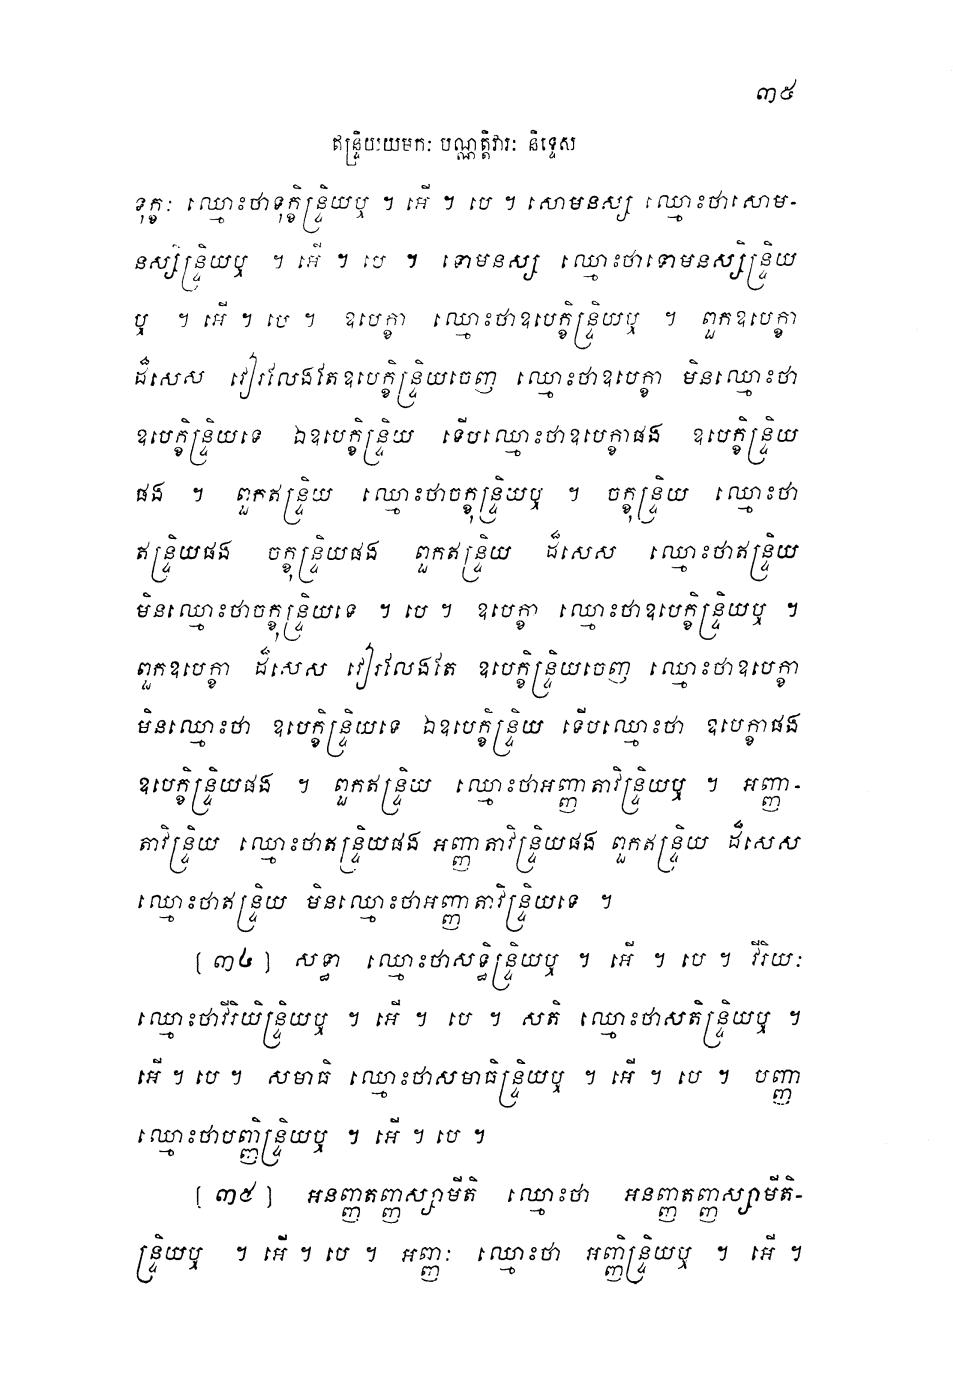 ៣៥
ឥន្ទ្រិយយមកៈ បណ្ណត្តិវារៈ និទ្ទេស
ទុក្ខៈ ឈ្មោះថាទុក្ខិន្ទ្រិយឬ ។ អើ ។ បេ ។ សោមនស្ស ឈ្មោះថាសោម-
នស្សិន្ទ្រិយឬ ។ អើ ។ បេ ។ ទោមនស្ស ឈ្មោះថាទោមនស្សិន្ទ្រិយ
ឬ ។ អើ ។ បេ ។ ឧបេក្ខា ឈ្មោះថាឧបេក្ខិន្ទ្រិយឬ ។ ពួកឧបេក្ខា
ដ៏សេស វៀរលែងតែឧបេក្ខិន្ទ្រិយចេញ ឈ្មោះថាឧបេក្ខា មិនឈ្មោះថា
ឧបេក្ខិន្ទ្រិយទេ ឯឧបេក្ខិន្ទ្រិយ ទើបឈ្មោះថាឧបេក្ខាផង ឧបេក្ខិន្ទ្រិយ
ផង ។ ពួកឥន្ទ្រិយ ឈ្មោះថាចក្ខុន្ទ្រិយឬ ។ ចក្ខុន្ទ្រិយ ឈ្មោះថា
ឥន្ទ្រិយផង ចក្ខុន្ទ្រិយផង ពួកឥន្ទ្រិយ ដ៏សេស ឈ្មោះថាឥន្ទ្រិយ
មិនឈ្មោះថាចក្ខុន្ទ្រិយទេ ។ បេ ។ ឧបេក្ខា ឈ្មោះថាឧបេក្ខិន្ទ្រិយឬ ។
ពួកឧបេក្ខា ដ៏សេស វៀរលែងតែ ឧបេក្ខិន្ទ្រិយចេញ ឈ្មោះថាឧបេក្ខា
មិនឈ្មោះថា ឧបេក្ខិន្ទ្រិយទេ ឯឧបេក្ខិន្ទ្រិយ ទើបឈ្មោះថា ឧបេក្ខាផង
ឧបេក្ខិន្ទ្រិយផង ។ ពួកឥន្ទ្រិយ ឈ្មោះថាអញ្ញាតាវិន្ទ្រិយឬ ។ អញ្ញា-
តាវិន្ទ្រិយ ឈ្មោះថាឥន្ទ្រិយផង អញ្ញាតាវិន្ទ្រិយផង ពួកឥន្ទ្រិយ ដ៏សេស
ឈ្មោះថាឥន្ទ្រិយ មិនឈ្មោះថាអញ្ញាតាវិន្ទ្រិយទេ ។
[ ៣៤ ] សទ្ធា ឈ្មោះថាសទ្ធិន្ទ្រិយឬ ។ អើ ។ បេ ។ វីរិយៈ
ឈ្មោះថាវីរិយិន្ទ្រិយឬ ។ អើ ។ បេ ។ សតិ ឈ្មោះថាសតិន្ទ្រិយឬ ។
អើ ។ បេ ។ សមាធិ ឈ្មោះថាសមាធិន្ទ្រិយឬ ។ អើ ។ បេ ។ បញ្ញា
ឈ្មោះថាបញ្ញិន្ទ្រិយឬ ។ អើ ។ បេ ។
[ ៣៥ ] អនញ្ញតញ្ញស្សាមីតិ ឈ្មោះថា អនញ្ញតញ្ញស្សាមីតិ-
ន្ទ្រិយឬ ។ អើ ។ បេ ។ អញ្ញៈ ឈ្មោះថា អញ្ញិន្ទ្រិយឬ ។ អើ ។